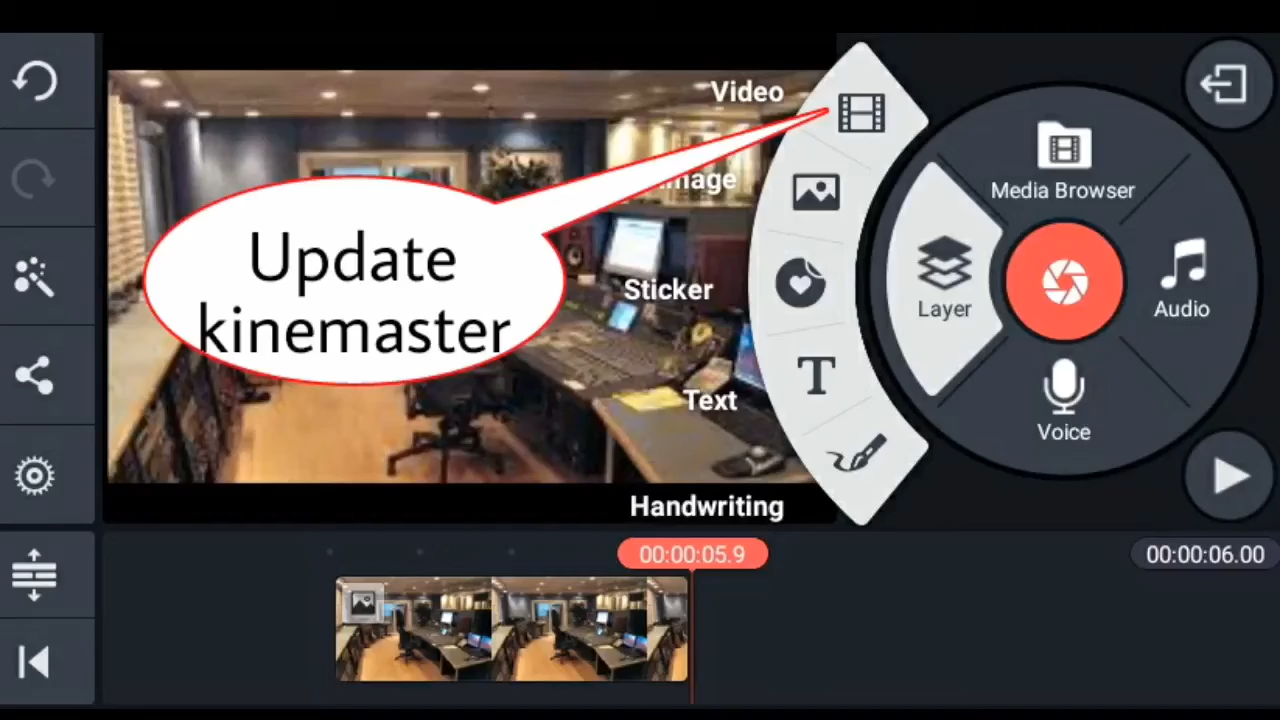 Video
Media Browser
Image
Update
kinemaster
Sticker
Layer
Audio
Text
Voice
Handwriting
00:00:05.9
00:00:06.00